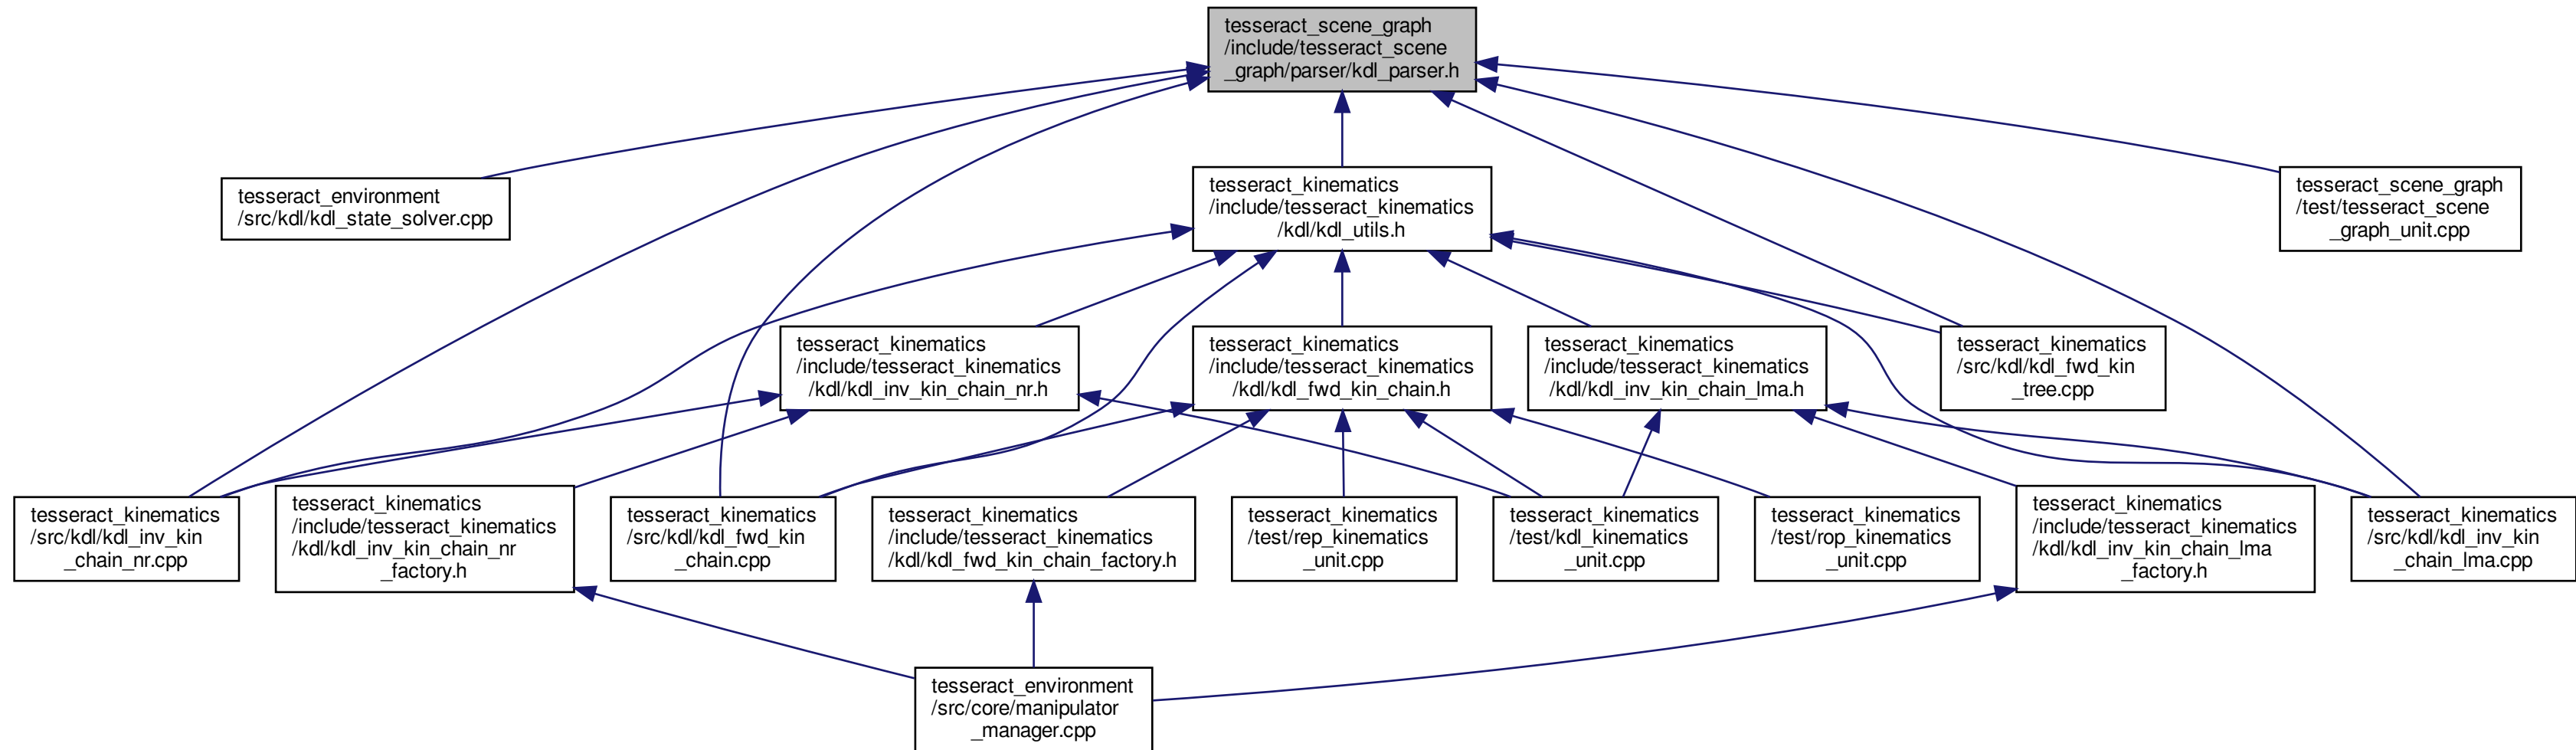 tesseract_scene_graph
/include/tesseract_scene
_graph/parser/kdl_parser.h
tesseract_environment
/src/kdl/kdl_state_solver.cpp
tesseract_kinematics
/include/tesseract_kinematics
/kdl/kdl_utils.h
tesseract_scene_graph
/test/tesseract_scene
_graph_unit.cpp
tesseract_kinematics
/include/tesseract_kinematics
/kdl/kdl_inv_kin_chain_nr.h
tesseract_kinematics
/include/tesseract_kinematics
/kdl/kdl_fwd_kin_chain.h
tesseract_kinematics
/include/tesseract_kinematics
/kdl/kdl_inv_kin_chain_lma.h
tesseract_kinematics
/src/kdl/kdl_fwd_kin
_tree.cpp
tesseract_kinematics
/src/kdl/kdl_inv_kin
_chain_nr.cpp
tesseract_kinematics
/include/tesseract_kinematics
/kdl/kdl_inv_kin_chain_nr
_factory.h
tesseract_kinematics
/src/kdl/kdl_fwd_kin
_chain.cpp
tesseract_kinematics
/include/tesseract_kinematics
/kdl/kdl_fwd_kin_chain_factory.h
tesseract_kinematics
/test/rep_kinematics
_unit.cpp
tesseract_kinematics
/test/kdl_kinematics
_unit.cpp
tesseract_kinematics
/test/rop_kinematics
_unit.cpp
tesseract_kinematics
/include/tesseract_kinematics
/kdl/kdl_inv_kin_chain_lma
_factory.h
tesseract_kinematics
/src/kdl/kdl_inv_kin
_chain_lma.cpp
tesseract_environment
/src/core/manipulator
_manager.cpp